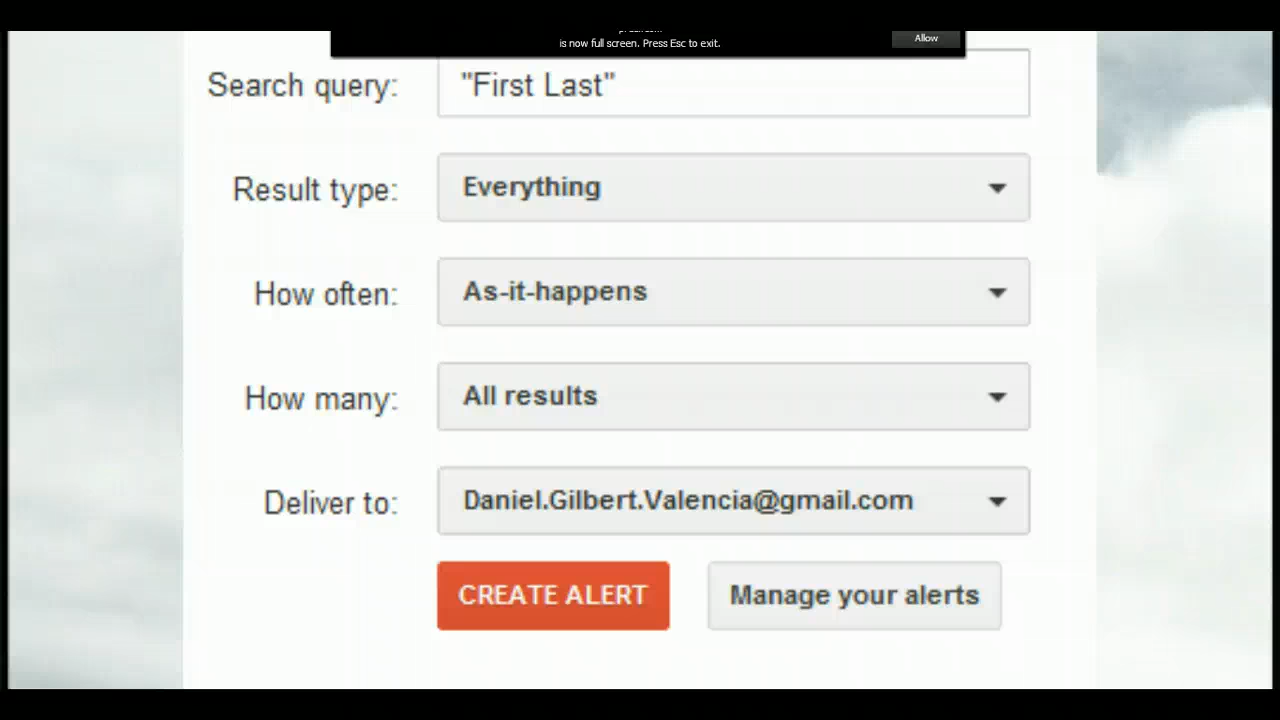 is now full screen. Press Esc to exit.
Allow
Search query: "First Last"
Result type: Everything
How often: As-it-happens
How many: All results
Deliver to: Daniel.Gilbert.Valencia@gmail.com
CREATE ALERT Manage your alerts